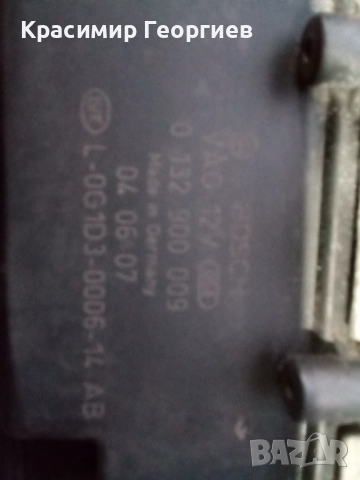 Красимир Георгиев
BOSCH
VAG 12V
0 132 900 009
Made in Germany
04 06 07
L-0G1D3-0006-14 AB
BAZAR